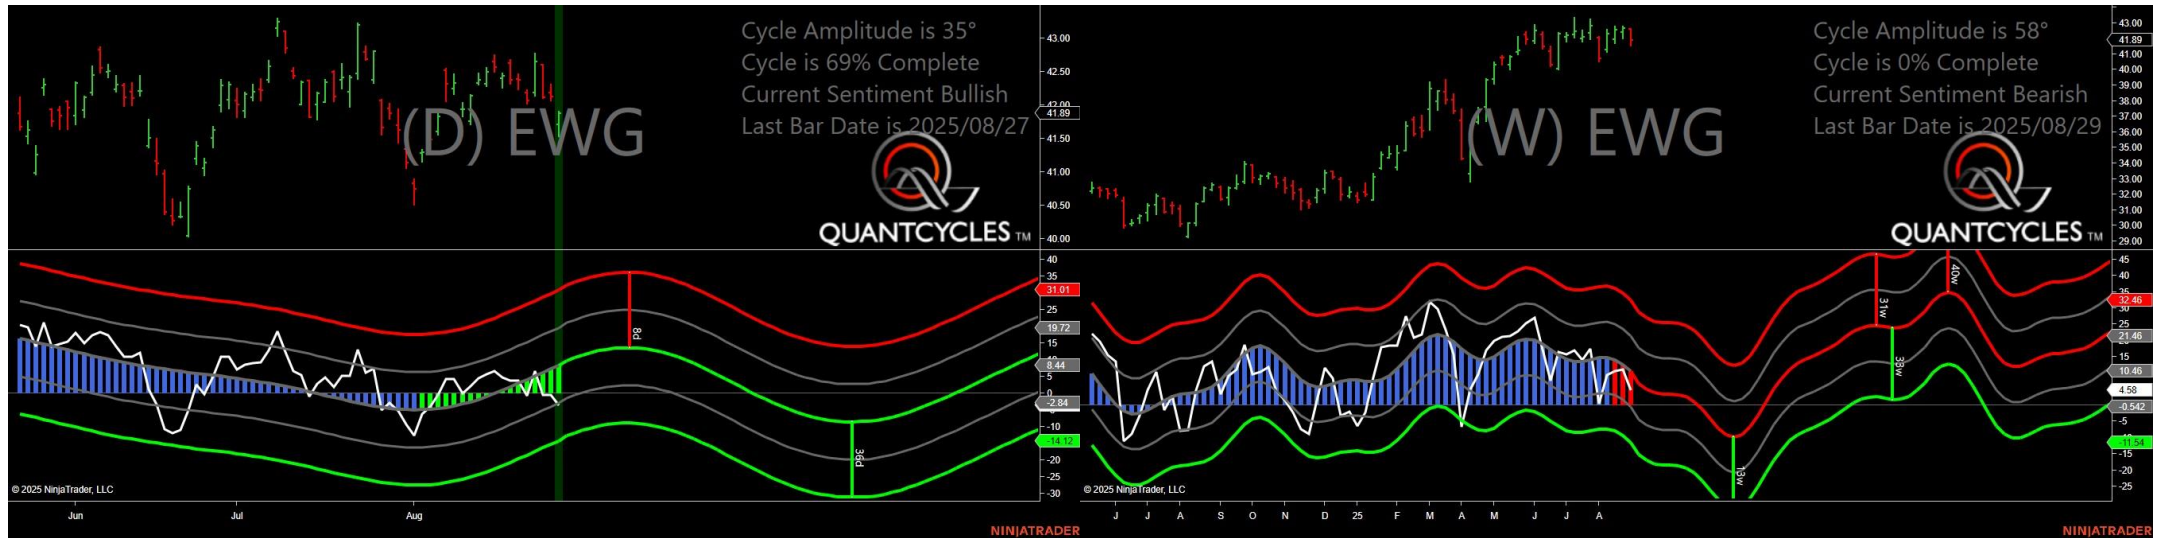 Cycle Amplitude is 35°
Cycle is 69% Complete
Current Sentiment Bullish
Last Bar Date is 2025/08/27
(D) EWG
QUANTCYCLES TM
43.00
42.50
42.00
41.89
41.50
41.00
40.50
40.00
40
35
31.01
25
19.72
15
8.44
5
0
-2.84
-10
-14.12
-20
-25
-30
8d
36d
© 2025 NinjaTrader, LLC
Jun
Jul
Aug
NINJATRADER
Cycle Amplitude is 58°
Cycle is 0% Complete
Current Sentiment Bearish
Last Bar Date is 2025/08/29
(W) EWG
QUANTCYCLES TM
43.00
41.89
41.00
40.00
39.00
38.00
37.00
36.00
35.00
34.00
33.00
32.00
31.00
30.00
29.00
45
40
35
32.46
30
25
21.46
15
10.46
4.58
-0.542
-5
-11.54
-15
-20
-25
31w
40w
13w
© 2025 NinjaTrader, LLC
J
J
A
S
O
N
D
25
F
M
A
M
J
J
A
NINJATRADER